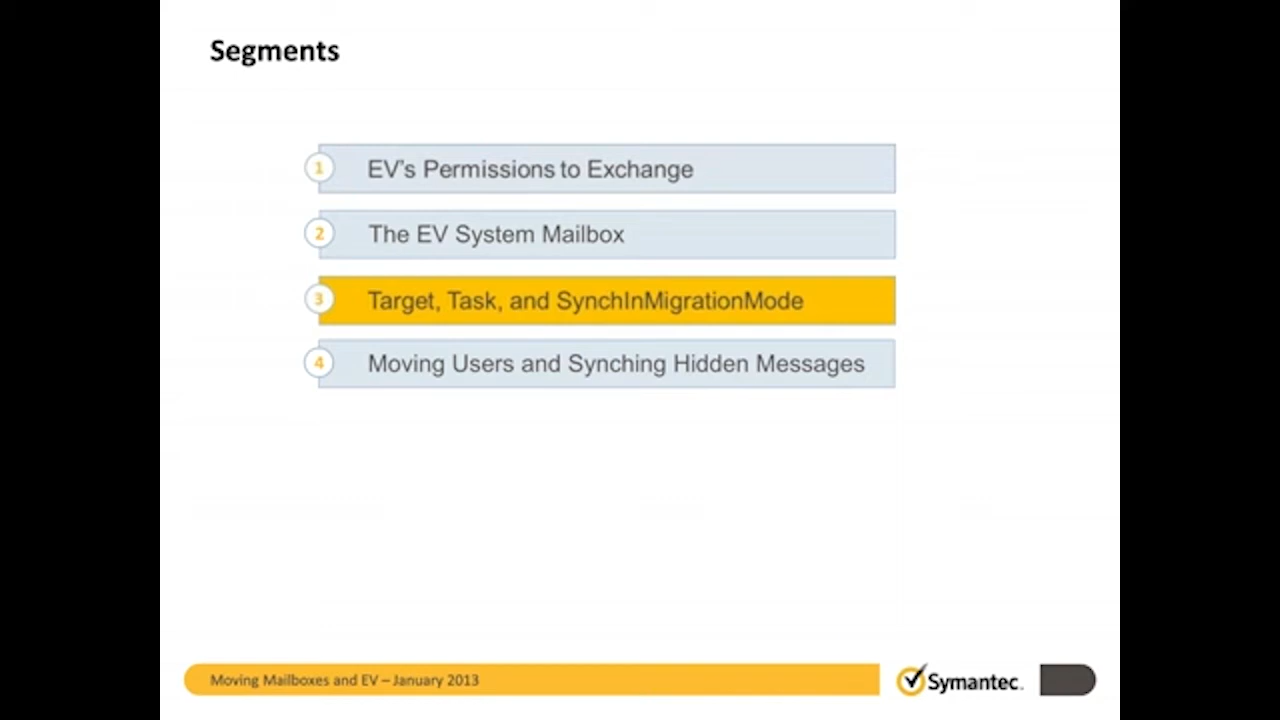 Segments
1 EV's Permissions to Exchange
2 The EV System Mailbox
3 Target, Task, and SynchInMigrationMode
4 Moving Users and Synching Hidden Messages
Moving Mailboxes and EV – January 2013
Symantec.